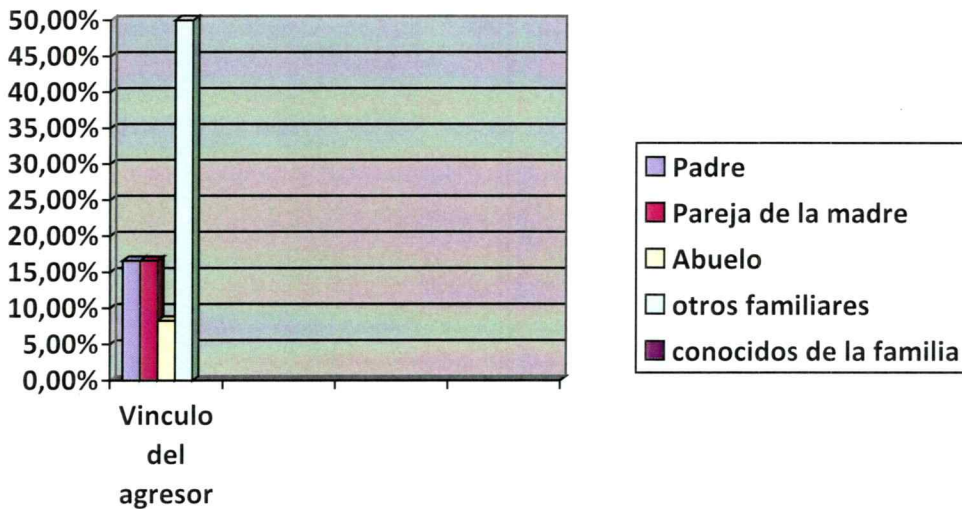 50,00%
45,00%
40,00%
35,00%
30,00%
25,00%
20,00%
15,00%
10,00%
5,00%
0,00%
Vinculo
del
agresor
Padre
Pareja de la madre
Abuelo
otros familiares
conocidos de la familia